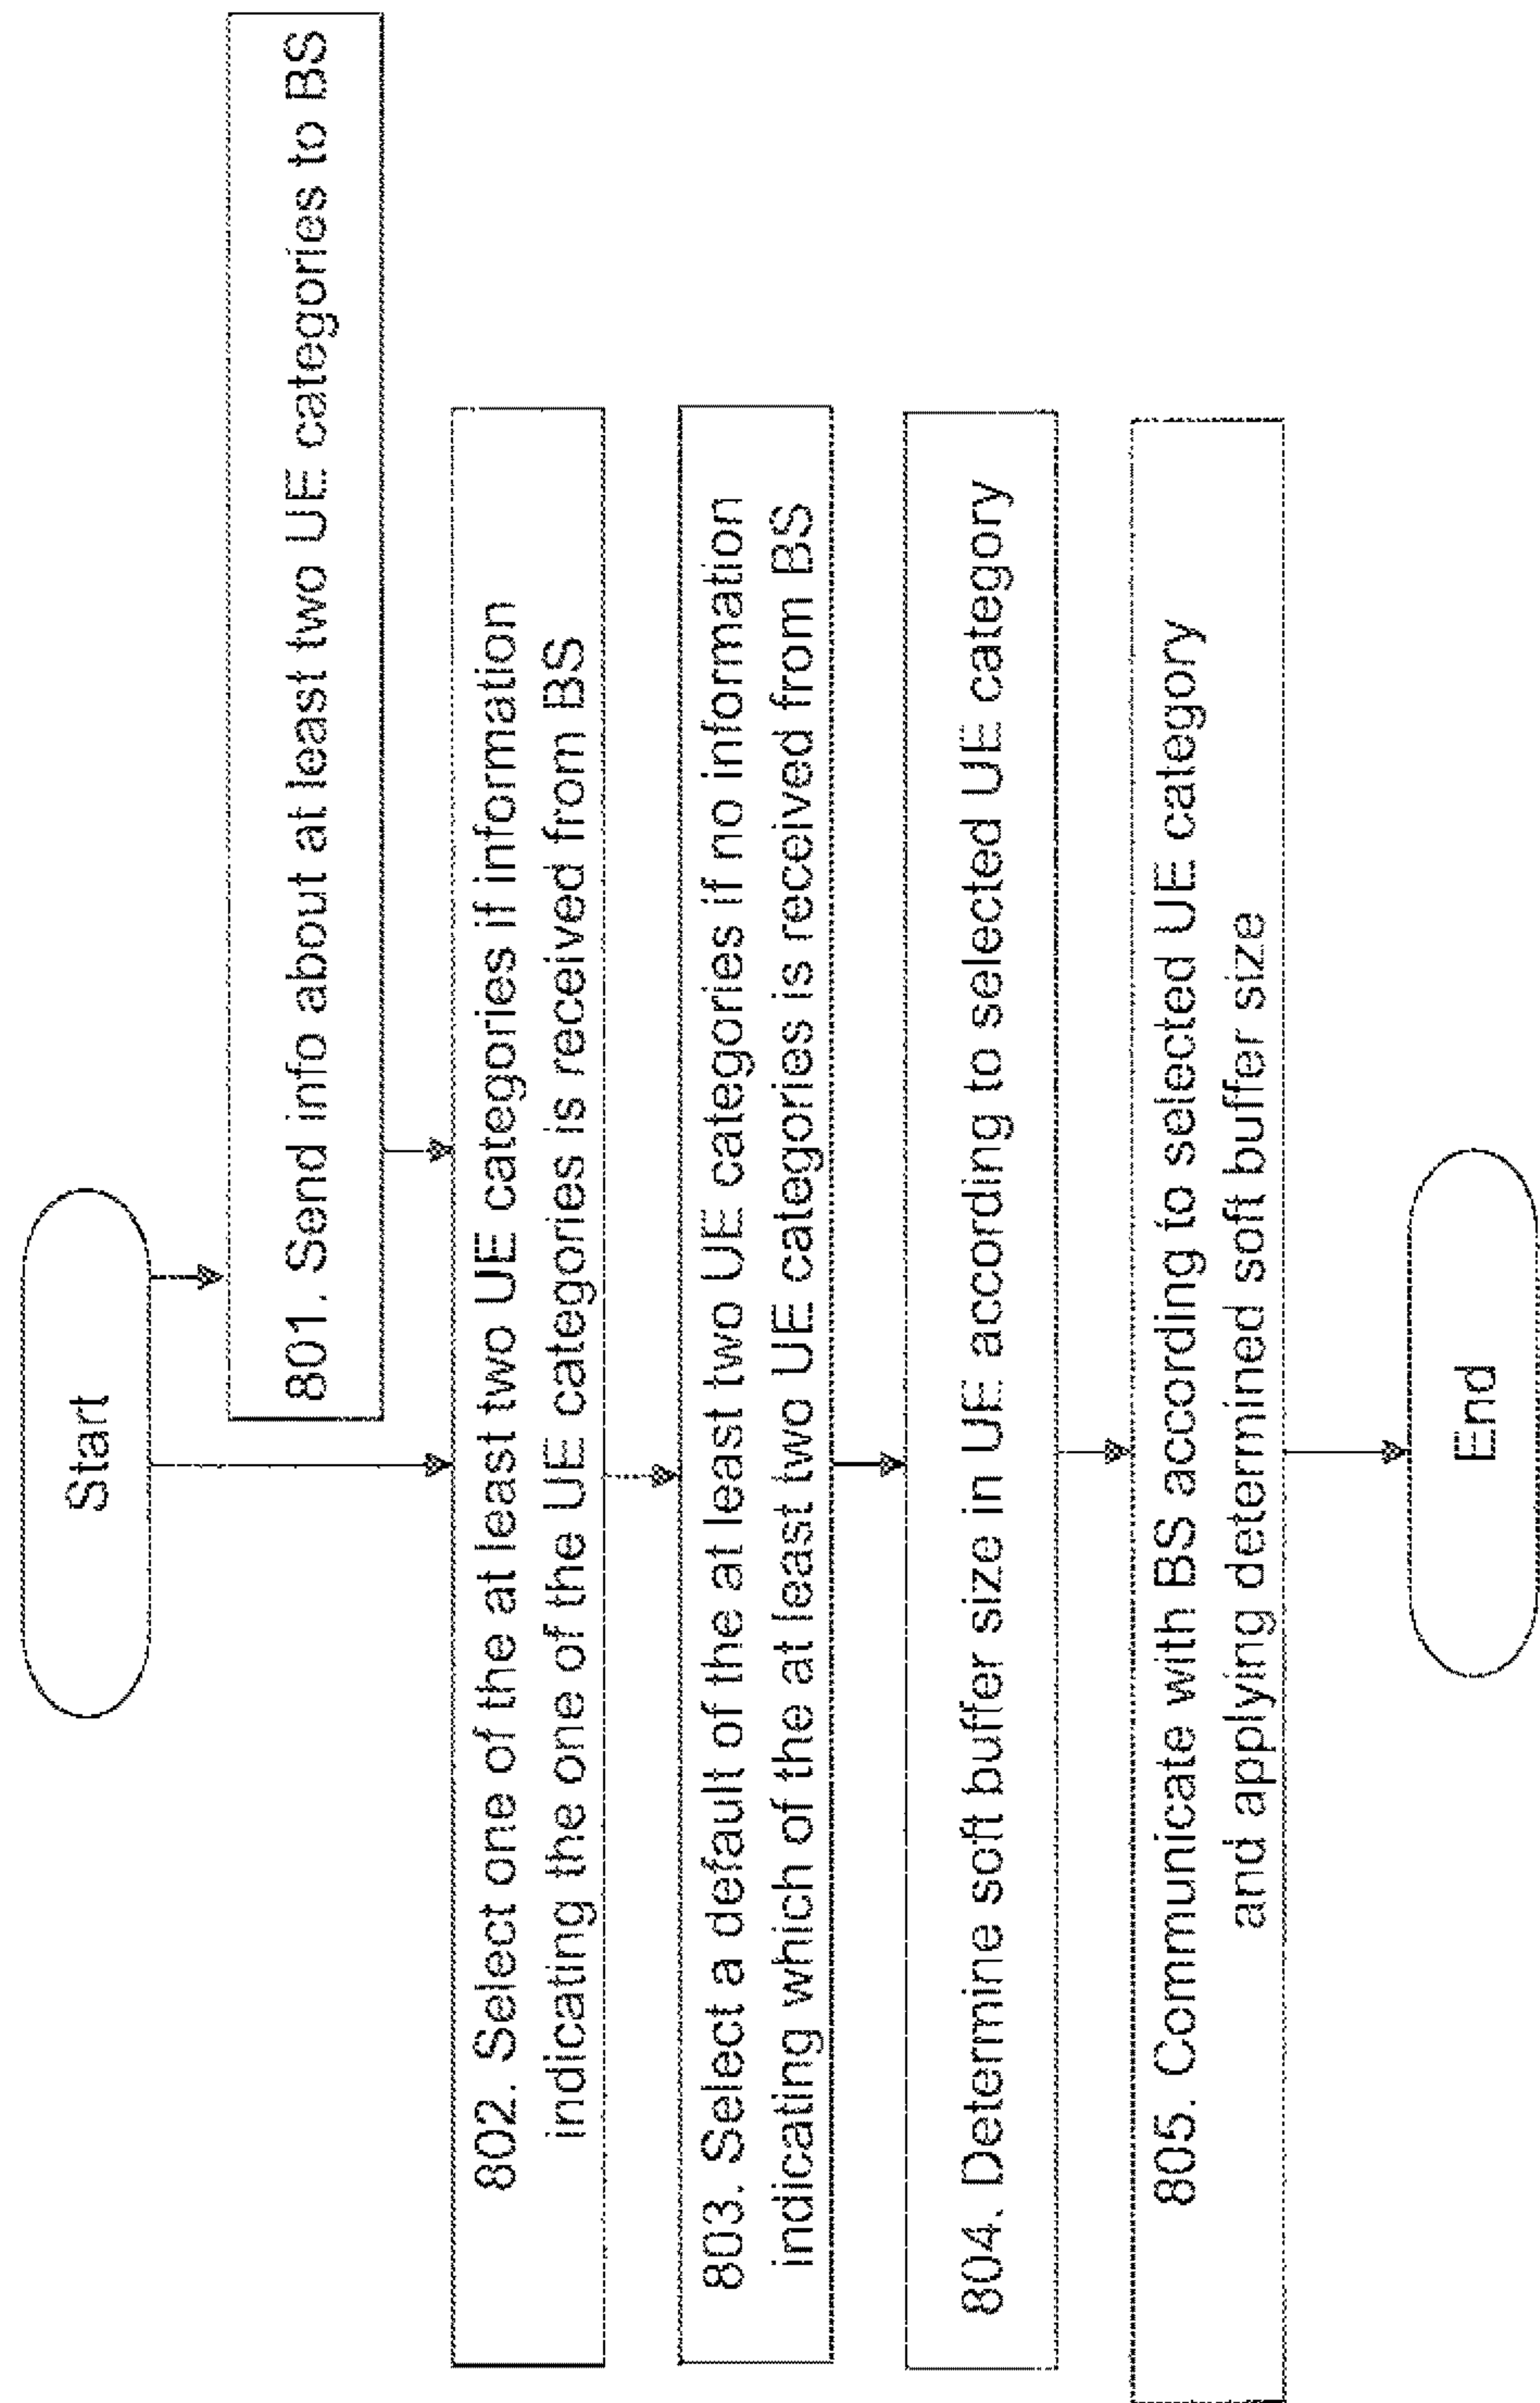 Start
801. Send info about at least two UE categories to BS
802. Select one of the at least two UE categories if information
indicating the one of the UE categories is received from BS
803. Select a default of the at least two UE categories if no information
indicating which of the at least two UE categories is received from BS
804. Determine soft buffer size in UE according to selected UE category
805. Communicate with BS according to selected UE category
and applying determined soft buffer size
End